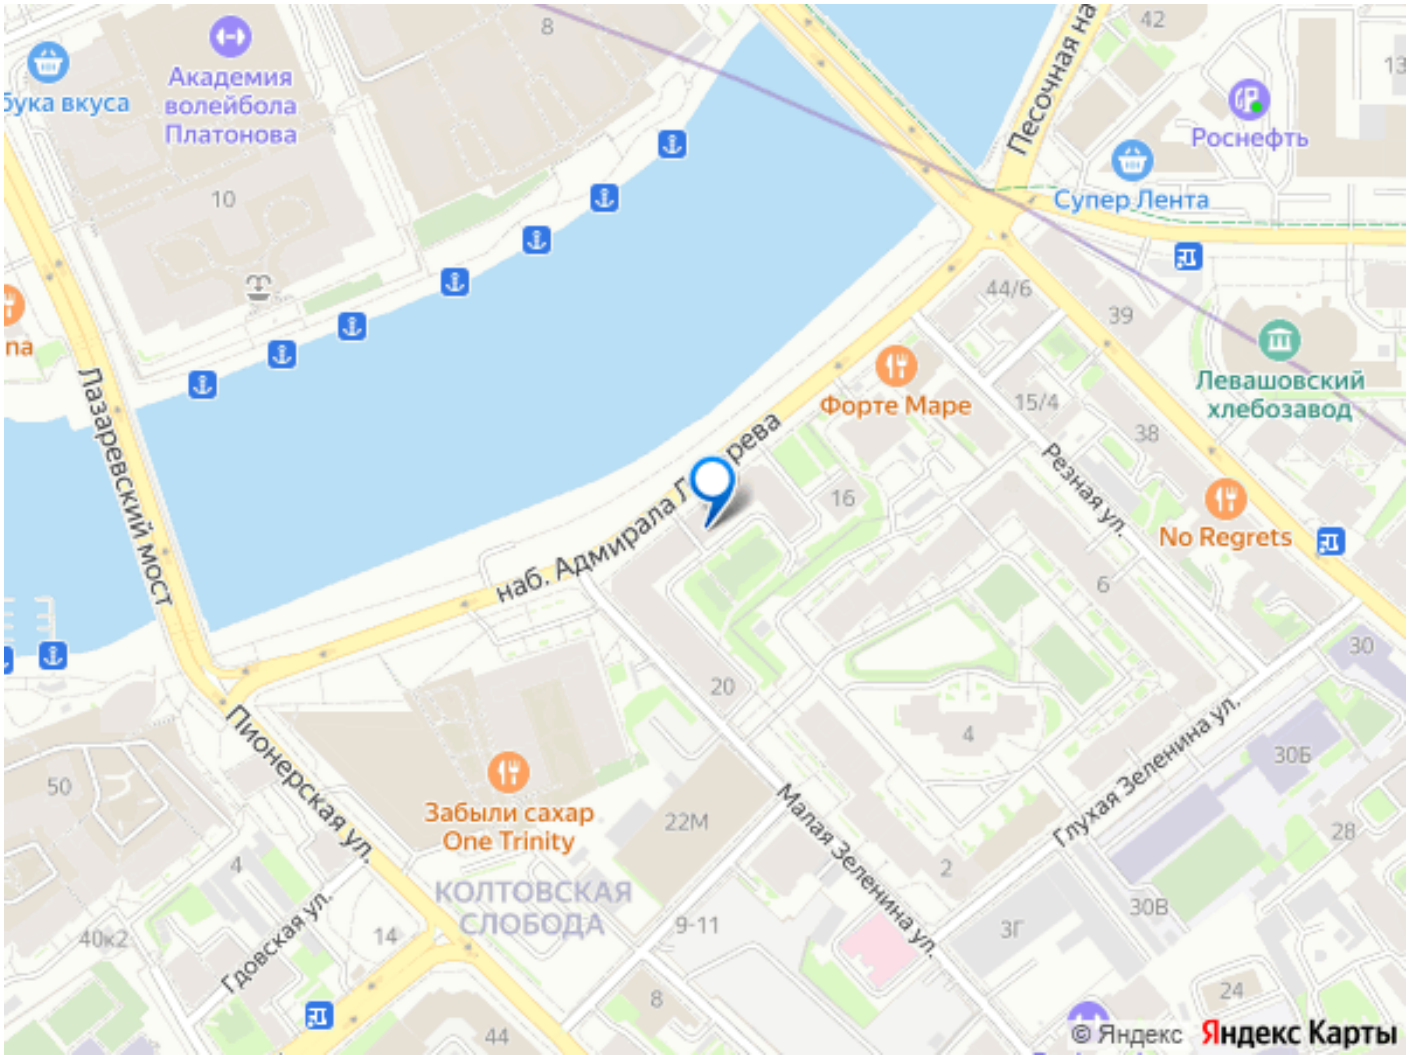 8
42
Песочная на
13
Академия
волейбола
Платонова
бука вкуса
Роснефть
Супер Лента
10
44/6
39
na
Левашовский
хлебозавод
Форте Маре
15/4
38
Лазаревский мост
наб. Адмирала
рева
16
Резная ул.
No Regrets
6
30
20
4
Пионерская ул.
50
30Б
Глухая Зеленина ул.
Забыли сахар
One Trinity
22М
Малая Зеленина ул.
28
4
2
КОЛТОВСКАЯ
СЛОБОДА
30В
9-11
3Г
14
40к2
Гдовская ул.
8
24
44
© Яндекс
Яндекс Карты